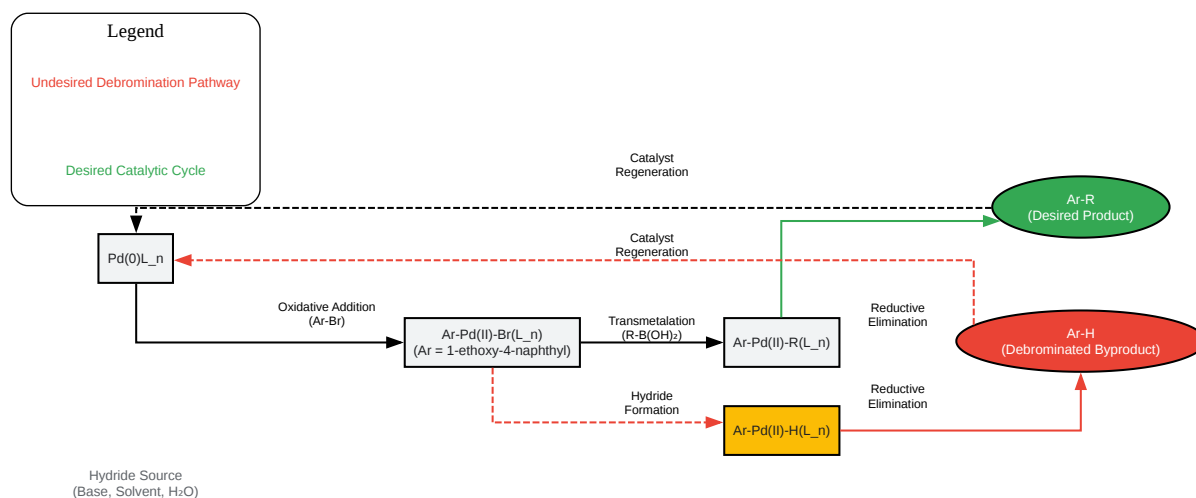 Legend
Undesired Debromination Pathway
Desired Catalytic Cycle
Catalyst
Regeneration
Ar-R
(Desired Product)
Catalyst
Regeneration
Pd(0)L_n
Oxidative Addition
(Ar-Br)
Ar-Pd(II)-Br(L_n)
(Ar = 1-ethoxy-4-naphthyl)
Transmetalation
(R-B(OH)₂)
Ar-Pd(II)-R(L_n)
Reductive
Elimination
Ar-H
(Debrominated Byproduct)
Hydride
Formation
Ar-Pd(II)-H(L_n)
Reductive
Elimination
Hydride Source
(Base, Solvent, H₂O)